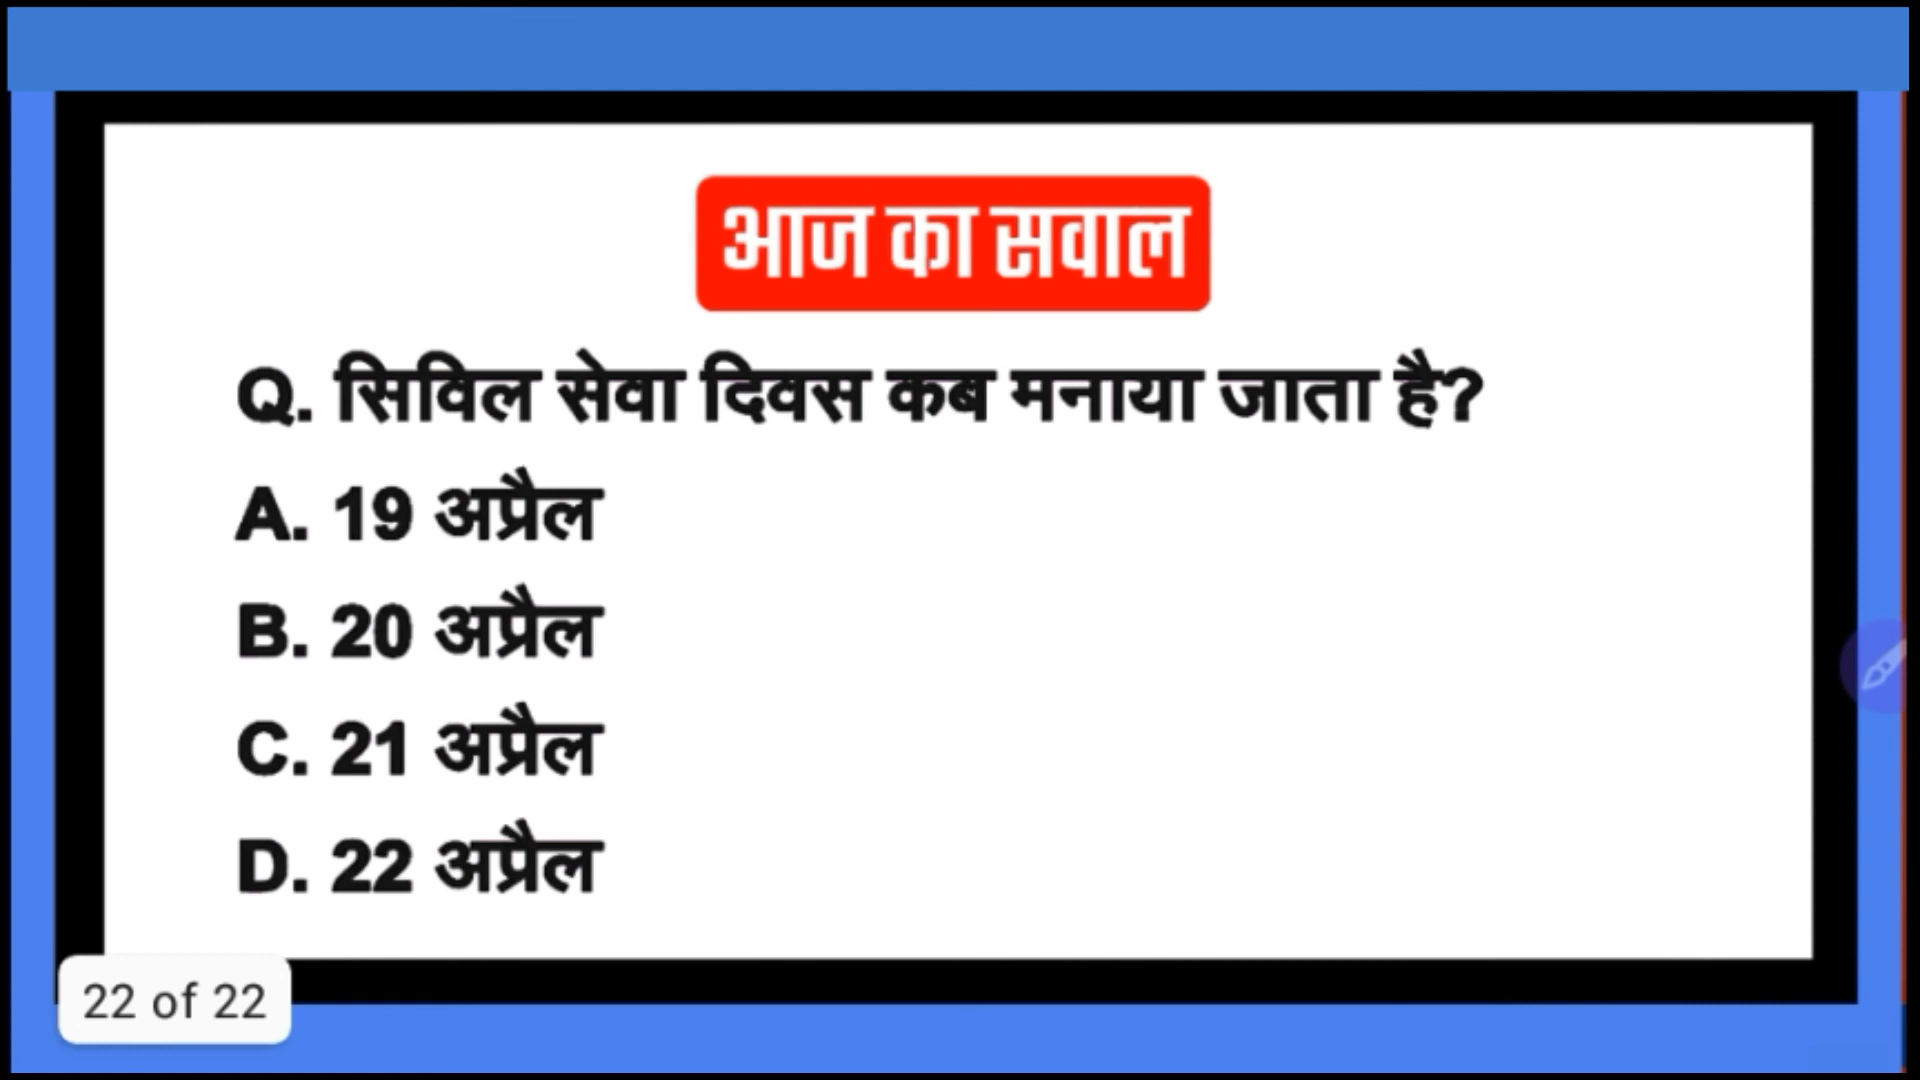 आज का सवाल
Q. सिविल सेवा दिवस कब मनाया जाता है?
A. 19 अप्रैल
B. 20 अप्रैल
C. 21 अप्रैल
D. 22 अप्रैल
22 of 22